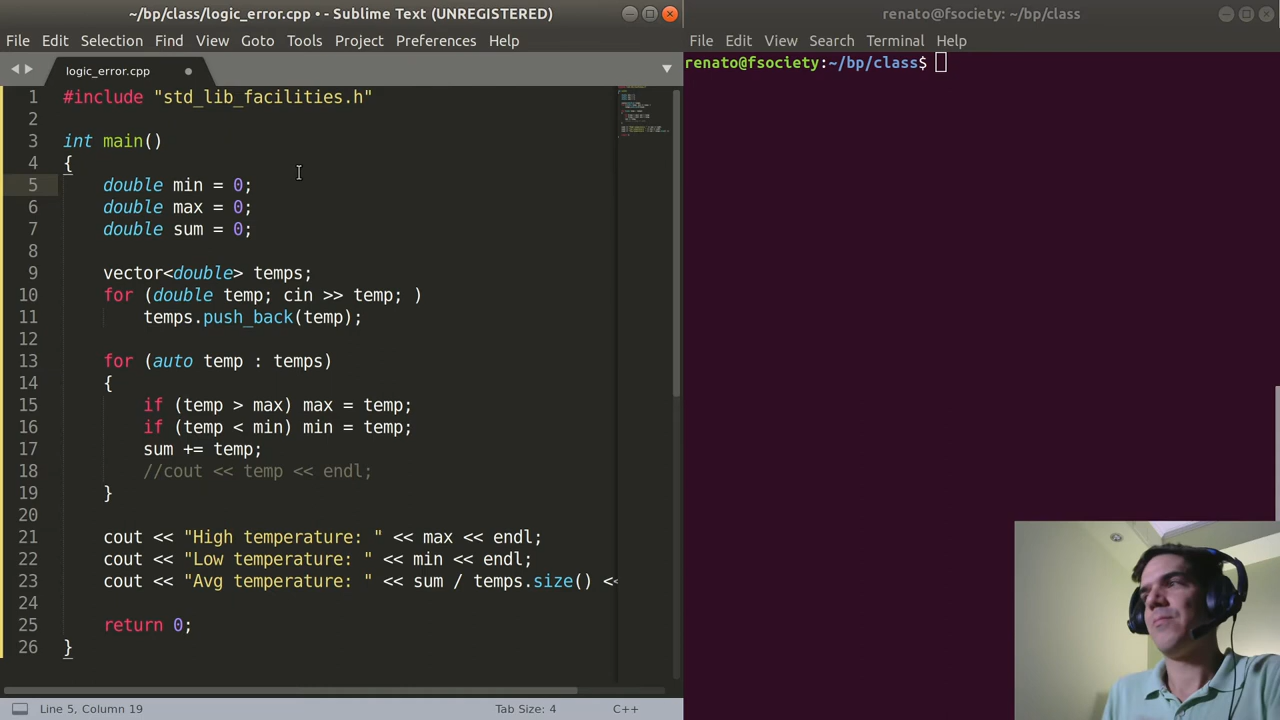 ~/bp/class/logic_error.cpp • - Sublime Text (UNREGISTERED)
File Edit Selection Find View Goto Tools Project Preferences Help
logic_error.cpp
1 #include "std_lib_facilities.h"
2
3 int main()
4 {
5 double min = 0;
6 double max = 0;
7 double sum = 0;
8
9 vector<double> temps;
10 for (double temp; cin >> temp; )
11 temps.push_back(temp);
12
13 for (auto temp : temps)
14 {
15 if (temp > max) max = temp;
16 if (temp < min) min = temp;
17 sum += temp;
18 //cout << temp << endl;
19 }
20
21 cout << "High temperature: " << max << endl;
22 cout << "Low temperature: " << min << endl;
23 cout << "Avg temperature: " << sum / temps.size() <<
24
25 return 0;
26 }
Line 5, Column 19 Tab Size: 4 C++
renato@fsociety: ~/bp/class
File Edit View Search Terminal Help
renato@fsociety:~/bp/class$